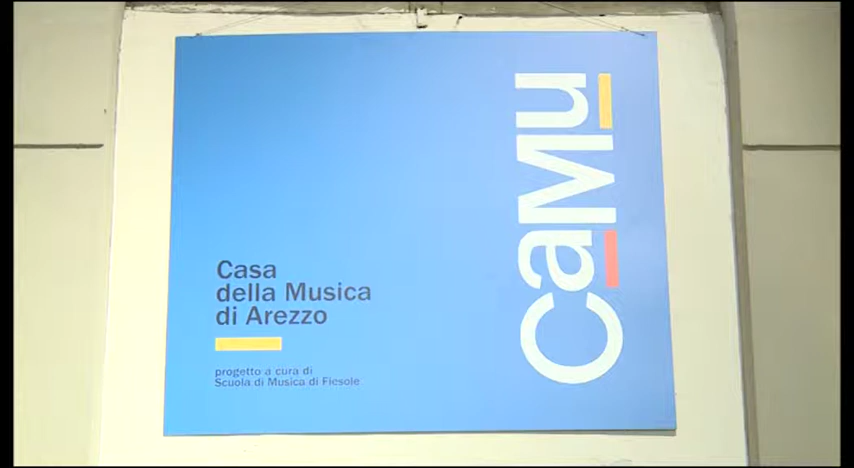 CaMu
Casa
della Musica
di Arezzo
progetto a cura di
Scuola di Musica di Fiesole